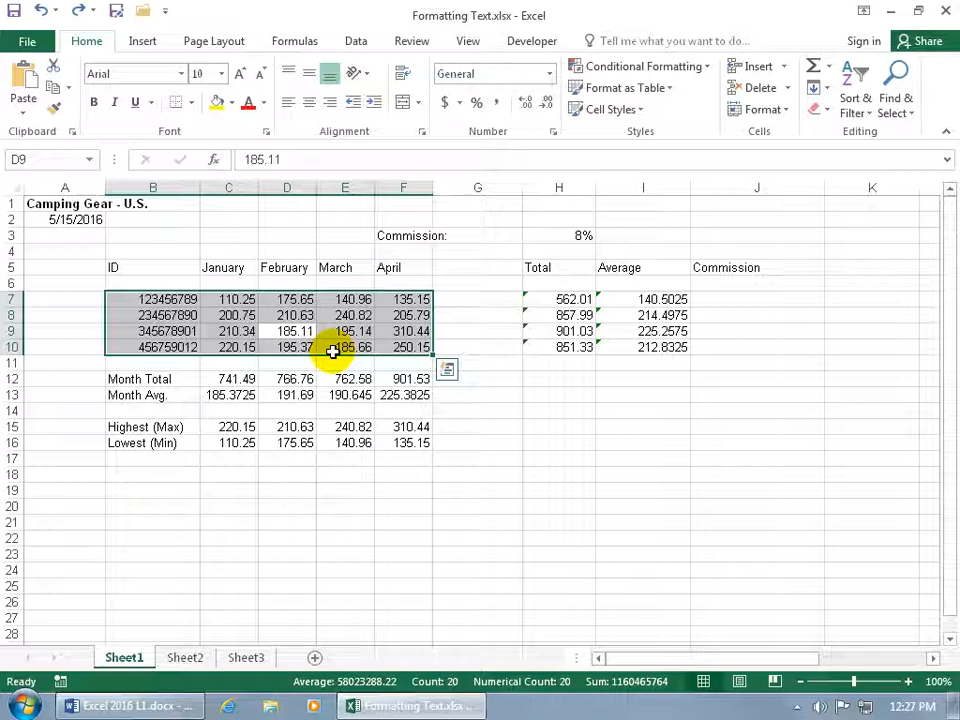 Formatting Text.xlsx - Excel
File Home Insert Page Layout Formulas Data Review View Developer Tell me what you want to do... Sign in Share
Paste Arial 10 General Conditional Formatting Insert
B I U $ % , Format as Table Delete Sort & Find &
Cell Styles Format Filter Select
Clipboard Font Alignment Number Styles Cells Editing
D9 fx 185.11
A B C D E F G H I J K
1 Camping Gear - U.S.
2 5/15/2016
3 Commission: 8%
4
5 ID January February March April Total Average Commission
6
7 123456789 110.25 175.65 140.96 135.15 562.01 140.5025
8 234567890 200.75 210.63 240.82 205.79 857.99 214.4975
9 345678901 210.34 185.11 195.14 310.44 901.03 225.2575
10 456759012 220.15 195.37 185.66 250.15 851.33 212.8325
11
12 Month Total 741.49 766.76 762.58 901.53
13 Month Avg. 185.3725 191.69 190.645 225.3825
14
15 Highest (Max) 220.15 210.63 240.82 310.44
16 Lowest (Min) 110.25 175.65 140.96 135.15
17
18
19
20
21
22
23
24
25
26
27
28
Sheet1 Sheet2 Sheet3
Ready Average: 58023288.22 Count: 20 Numerical Count: 20 Sum: 1160465764 100%
Excel 2016 L1.docx - ... Formatting Text.xlsx ... 12:27 PM